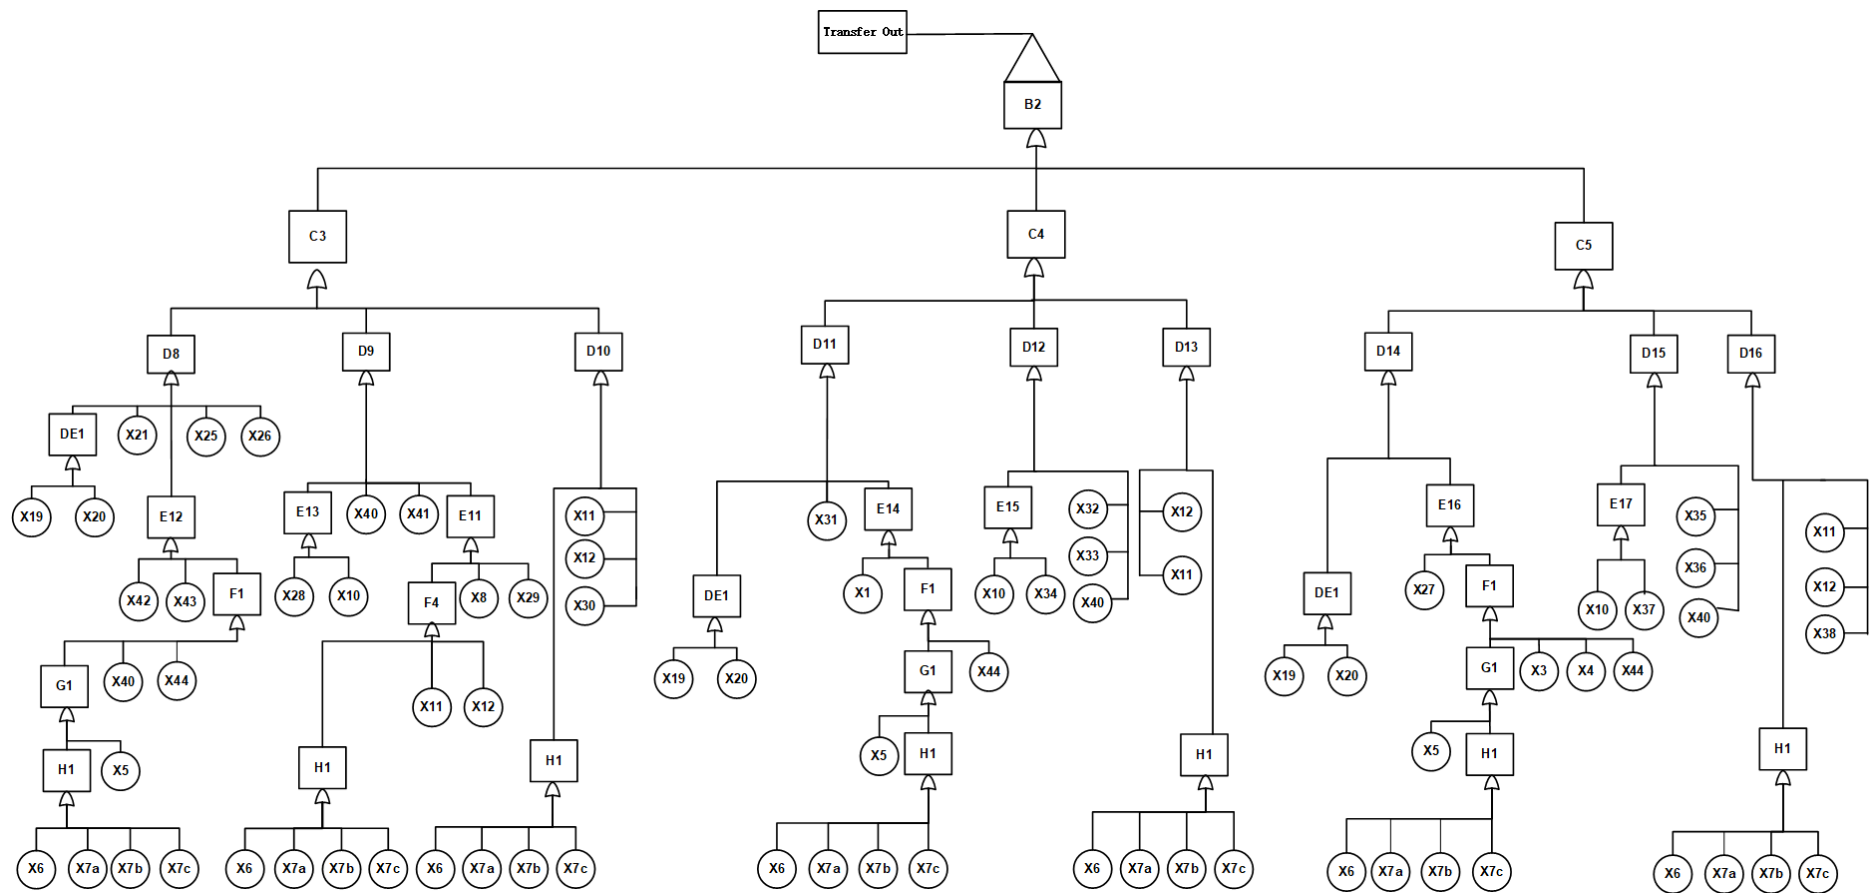 Transfer Out
B2
C3
C4
C5
D8
D9
D10
D11
D12
D13
D14
D15
D16
DE1
X21
X25
X26
X19
X20
E12
E13
X40
X41
E11
X42
X43
F1
X28
X10
F4
X8
X29
X11
X12
X30
G1
X40
X44
X11
X12
H1
X5
H1
H1
X6
X7a
X7b
X7c
X6
X7a
X7b
X7c
X6
X7a
X7b
X7c
X31
E14
E15
X32
X33
X40
X12
X11
DE1
X1
F1
X10
X34
X19
X20
G1
X44
X5
H1
H1
X6
X7a
X7b
X7c
X6
X7a
X7b
X7c
E16
E17
X35
X36
X40
X11
X12
X38
DE1
X27
F1
X10
X37
X19
X20
G1
X3
X4
X44
X5
H1
H1
X6
X7a
X7b
X7c
X6
X7a
X7b
X7c